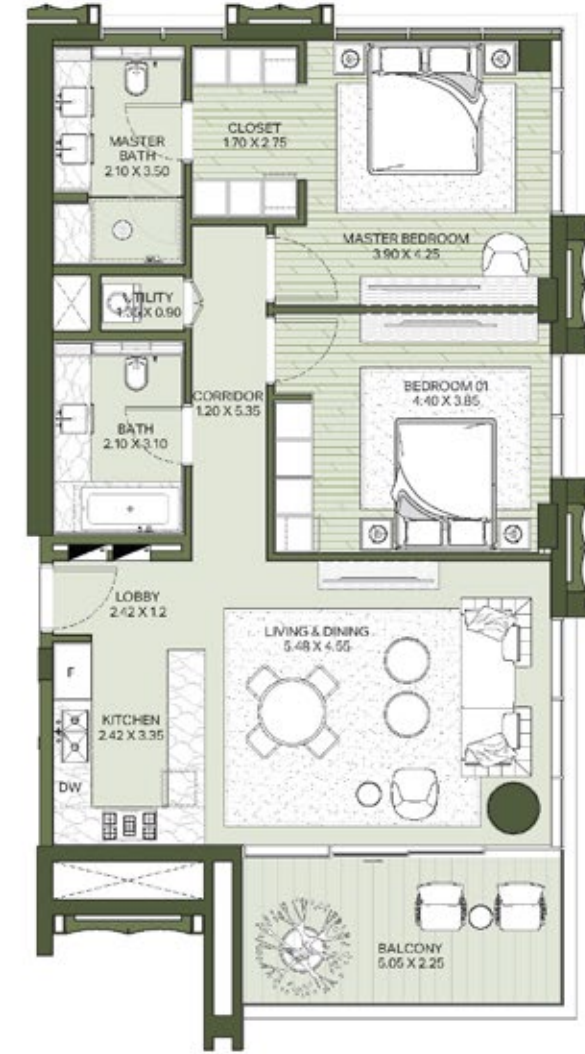 MASTER
BATH
2.10 X 3.50
CLOSET
1.70 X 2.75
MASTER BEDROOM
3.90 X 4.25
UTILITY
X 0.90
BEDROOM 01
4.40 X 3.85
CORRIDOR
1.20 X 5.35
BATH
2.10 X 3.10
LOBBY
2.42 X 1.2
LIVING & DINING
5.48 X 4.55
F
KITCHEN
2.42 X 3.35
DW
BALCONY
5.05 X 2.25